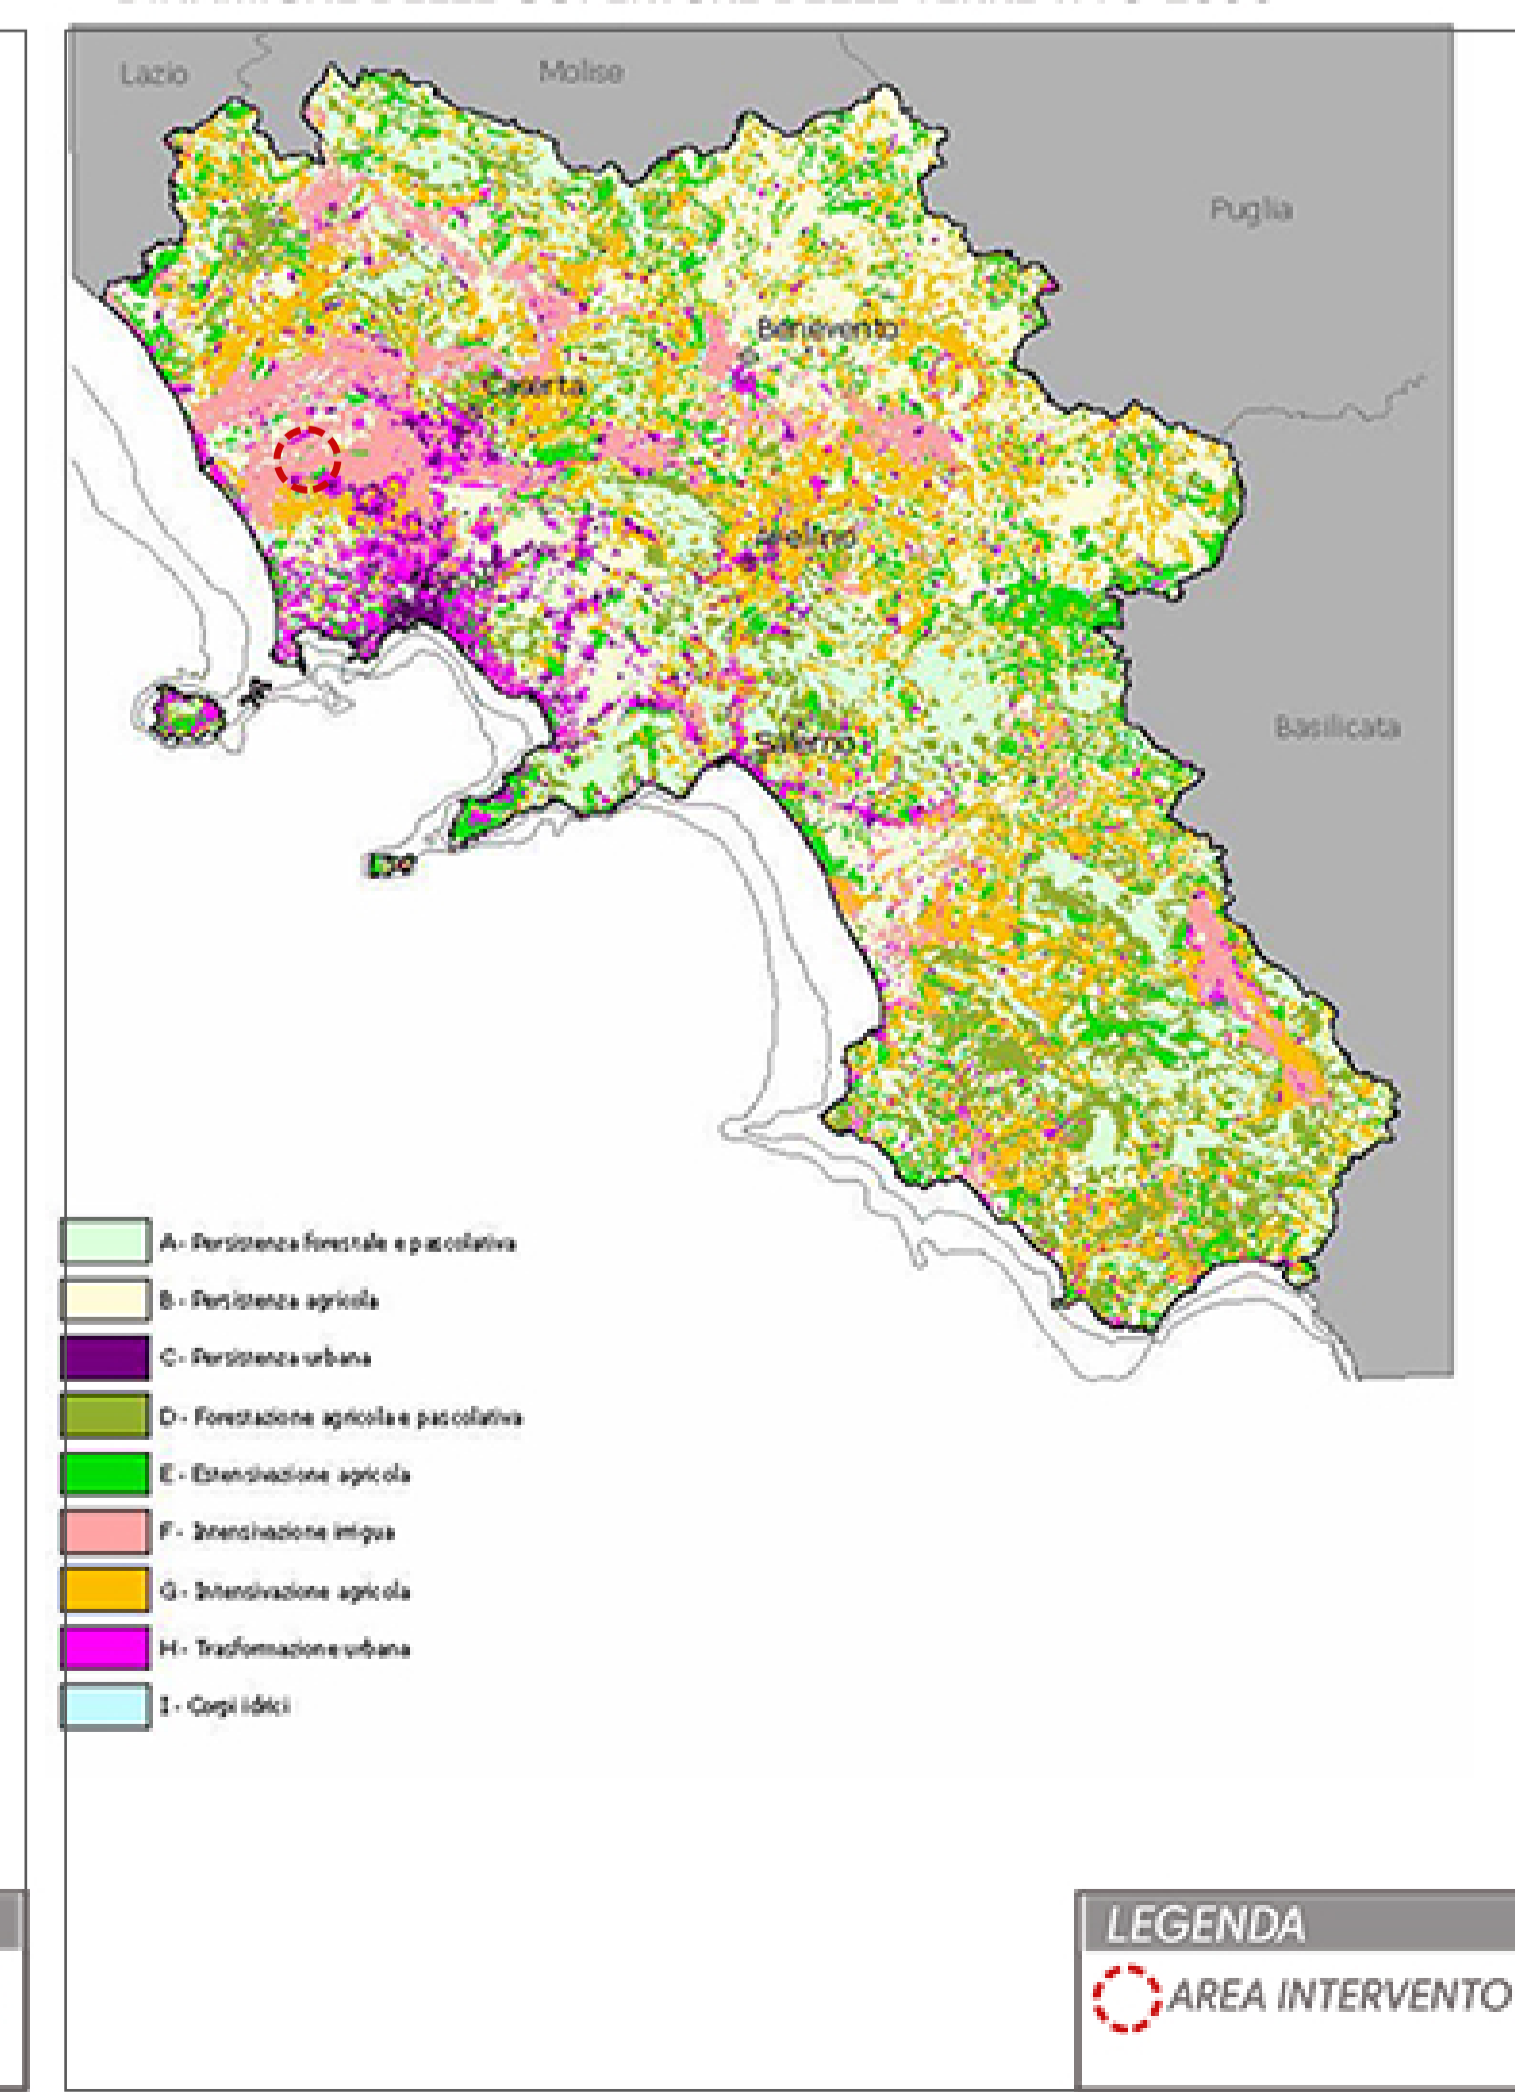 Lazio
Molise
Puglia
Benevento
Caserta
Avellino
Salerno
Basilicata
A - Persistenza forestale e pascolativa
B - Persistenza agricola
C - Persistenza urbana
D - Forestazione agricola e pascolativa
E - Estensivazione agricola
F - Intensivazione irrigua
G - Intensivazione agricola
H - Trasformazione urbana
I - Corpi idrici
LEGENDA
AREA INTERVENTO